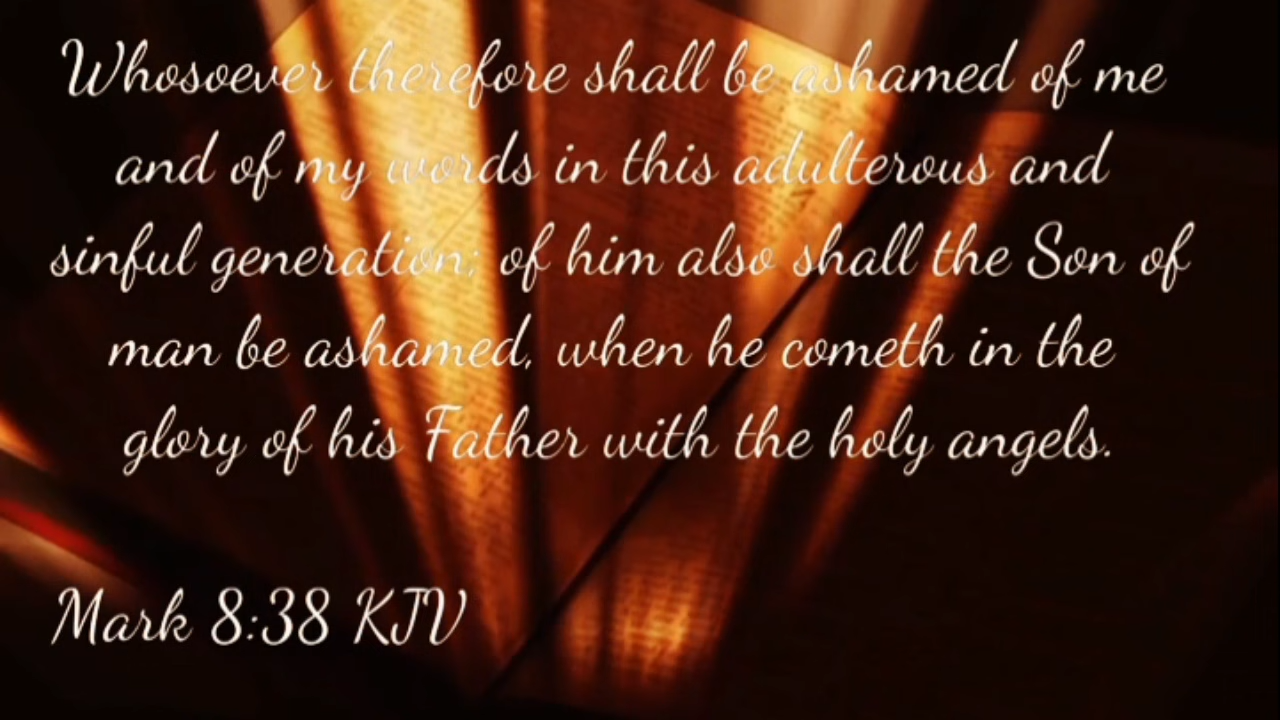 Whosoever therefore shall be ashamed of me
and of my words in this adulterous and
sinful generation; of him also shall the Son of
man be ashamed, when he cometh in the
glory of his Father with the holy angels.
Mark 8:38 KJV